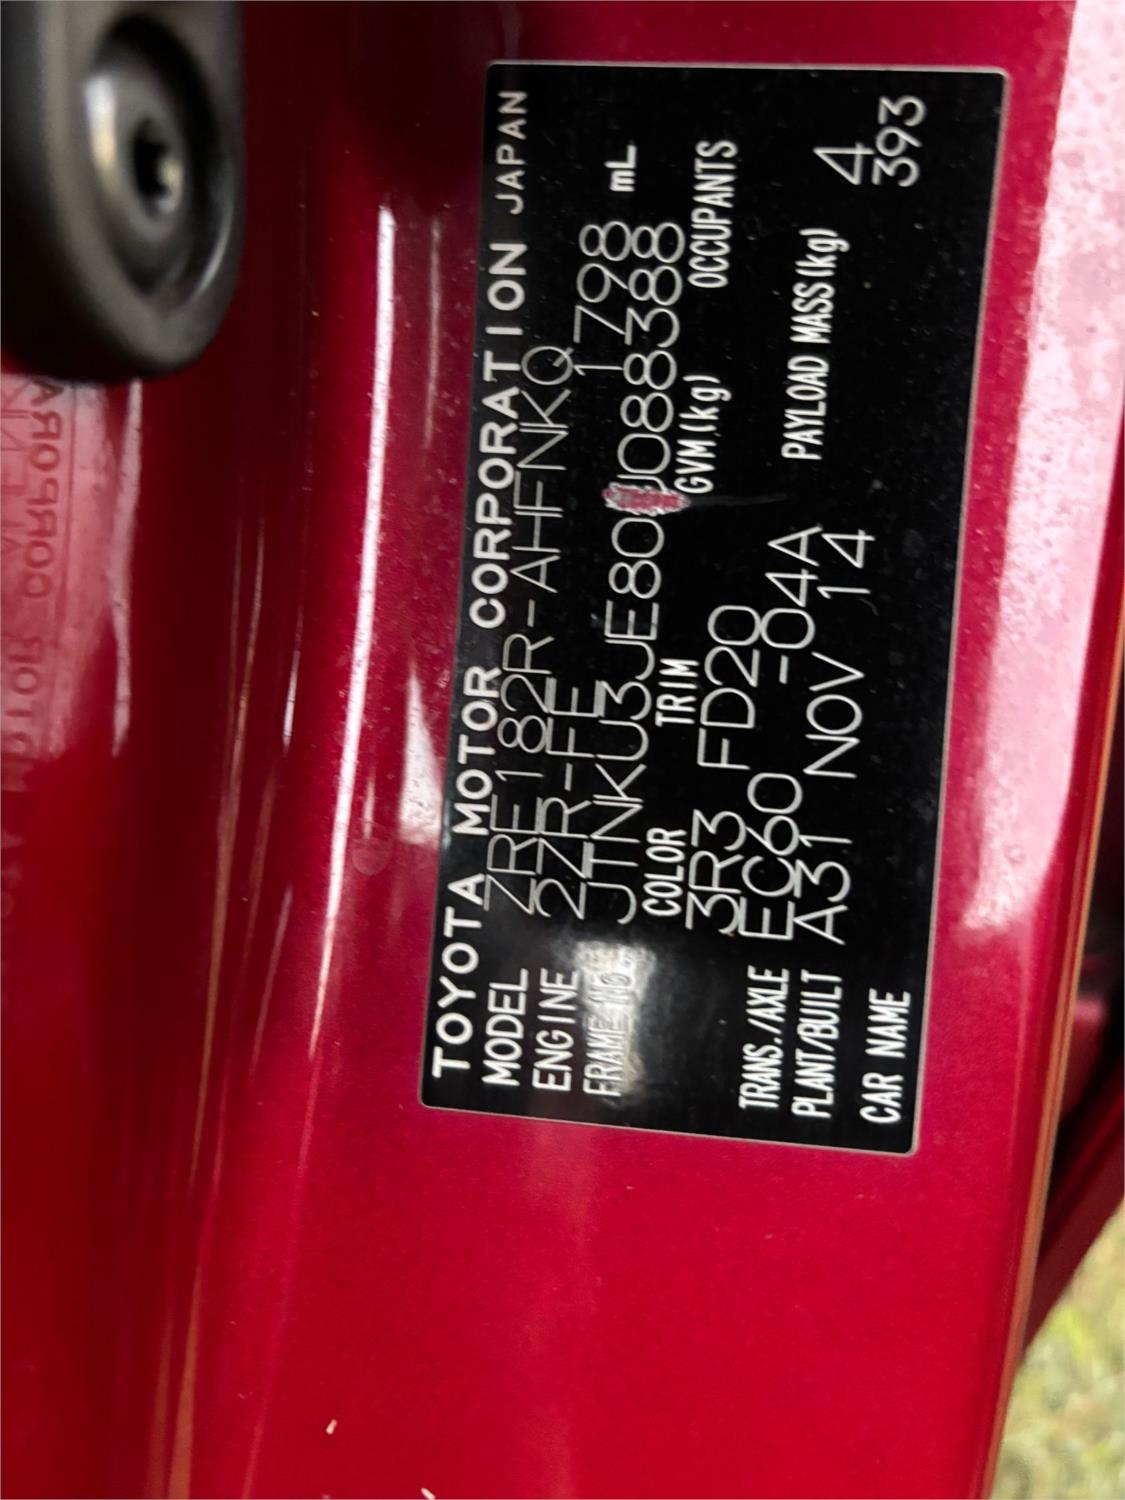 TOYOTA MOTOR CORPORATION JAPAN
MODEL ZRE182R-AHFNKQ
ENGINE 2ZR-FE 1798 mL
FRAME NO. JTNKU3JE80J088388
COLOR TRIM GVM(kg) OCCUPANTS
3R3 FD20
TRANS./AXLE EC60 -04A PAYLOAD MASS(kg) 4
PLANT/BUILT A31 NOV 14 393
CAR NAME